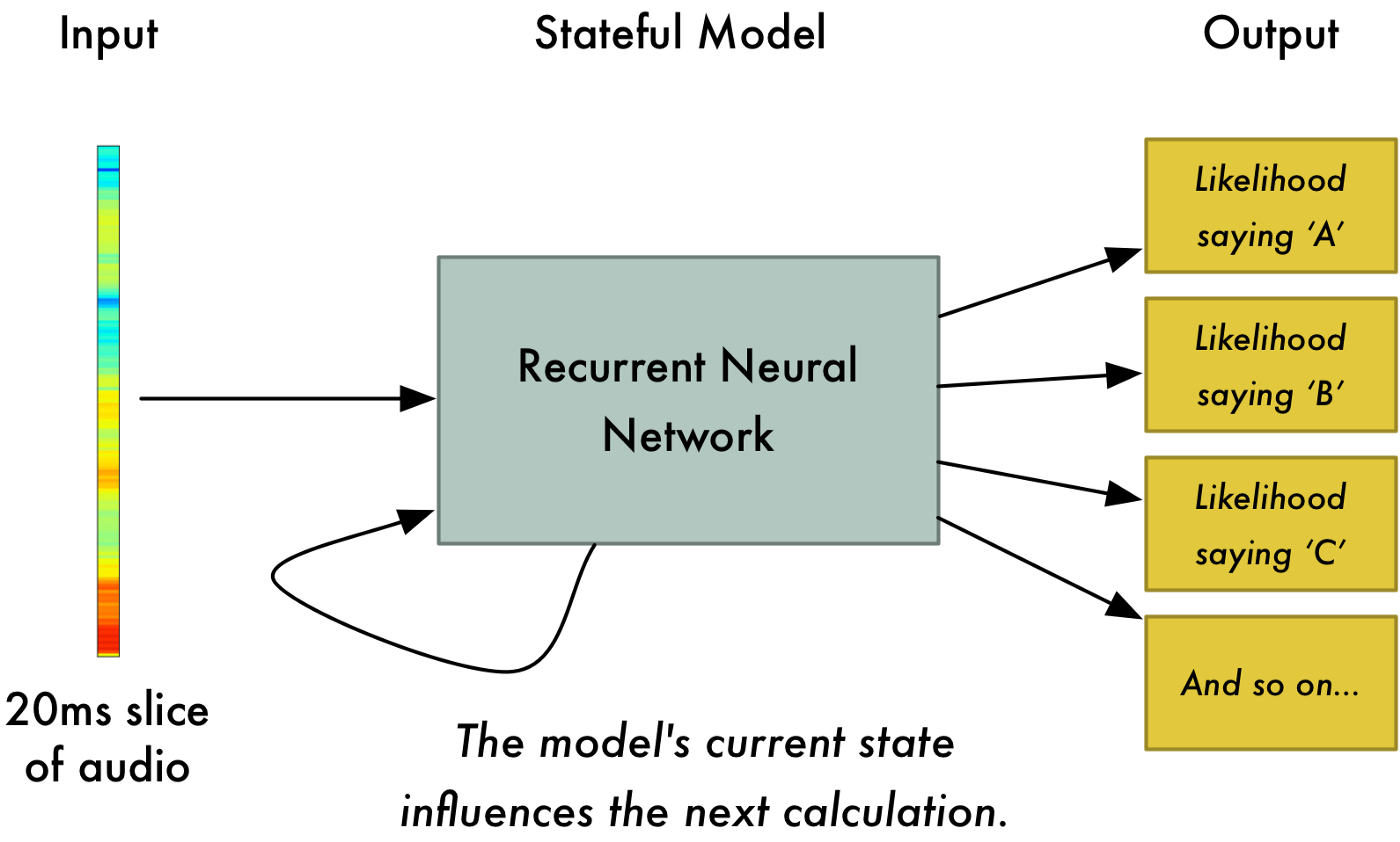 Input
Stateful Model
Output
20ms slice
of audio
Recurrent Neural
Network
The model's current state
influences the next calculation.
Likelihood
saying ‘A’
Likelihood
saying ‘B’
Likelihood
saying ‘C’
And so on...